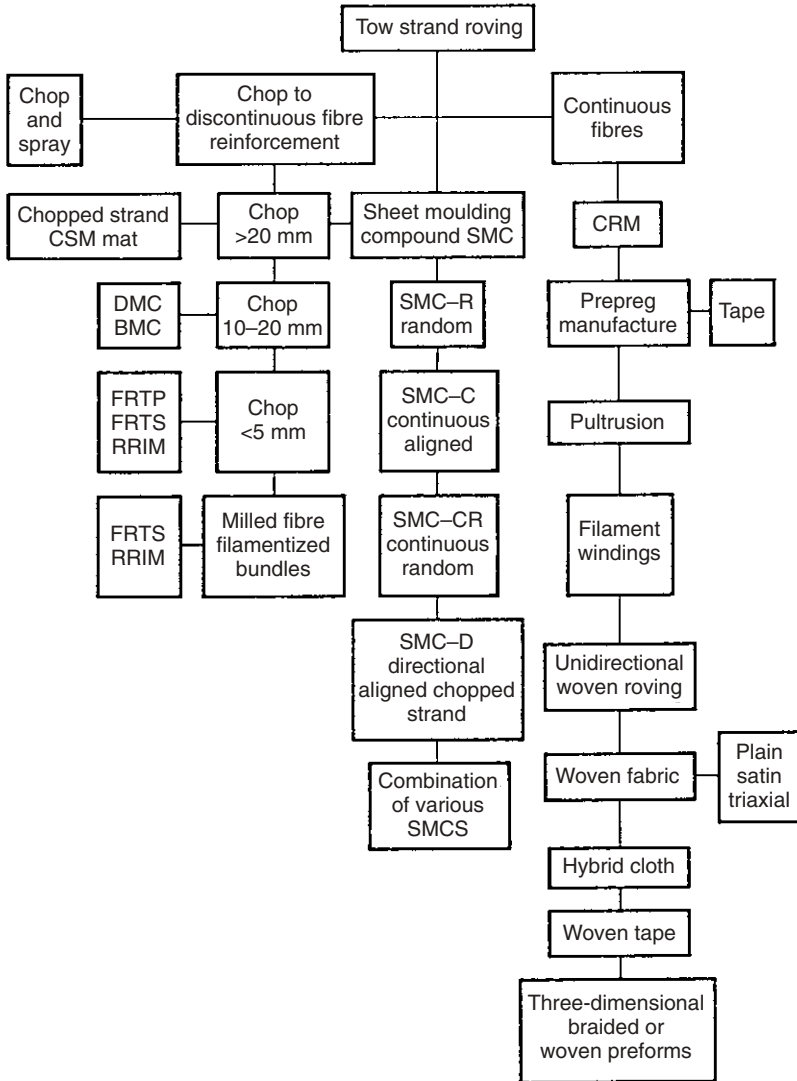 Tow strand roving
Chop
and
spray
Chop to
discontinuous fibre
reinforcement
Continuous
fibres
Chopped strand
CSM mat
Chop
>20 mm
Sheet moulding
compound SMC
CRM
DMC
BMC
Chop
10–20 mm
SMC–R
random
Prepreg
manufacture
Tape
FRTP
FRTS
RRIM
Chop
<5 mm
SMC–C
continuous
aligned
Pultrusion
FRTS
RRIM
Milled fibre
filamentized
bundles
SMC–CR
continuous
random
Filament
windings
SMC–D
directional
aligned chopped
strand
Unidirectional
woven roving
Combination
of various
SMCS
Woven fabric
Plain
satin
triaxial
Hybrid cloth
Woven tape
Three-dimensional
braided or
woven preforms